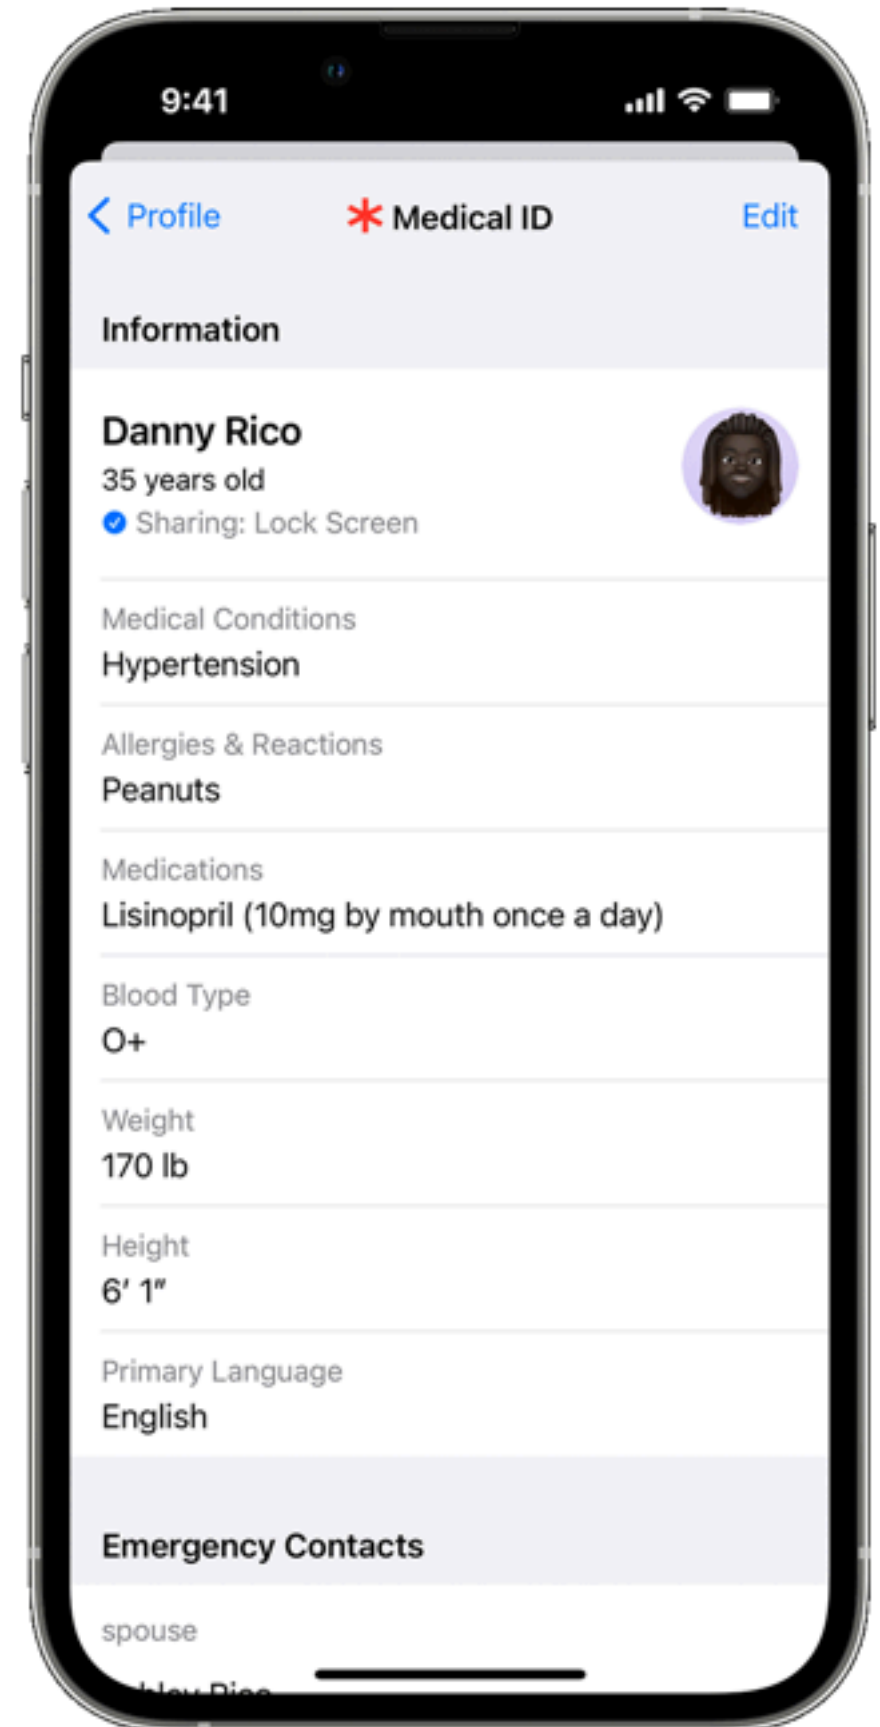 9:41
Profile
Medical ID
Edit
Information
Danny Rico
35 years old
Sharing: Lock Screen
Medical Conditions
Hypertension
Allergies & Reactions
Peanuts
Medications
Lisinopril (10mg by mouth once a day)
Blood Type
O+
Weight
170 lb
Height
6′ 1″
Primary Language
English
Emergency Contacts
spouse
Rico